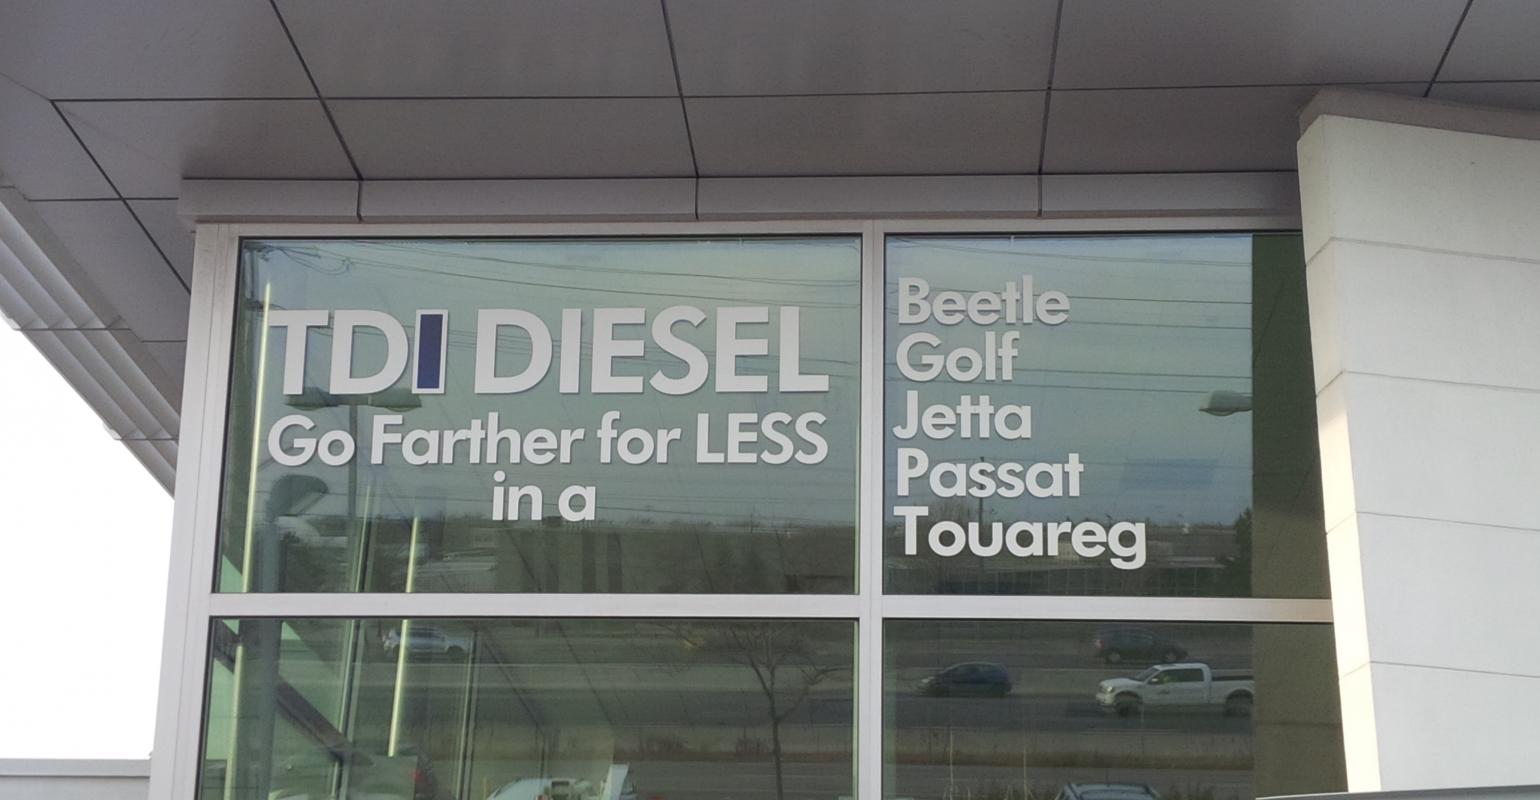 TDI DIESEL
Go Farther for LESS
in a
Beetle
Golf
Jetta
Passat
Touareg